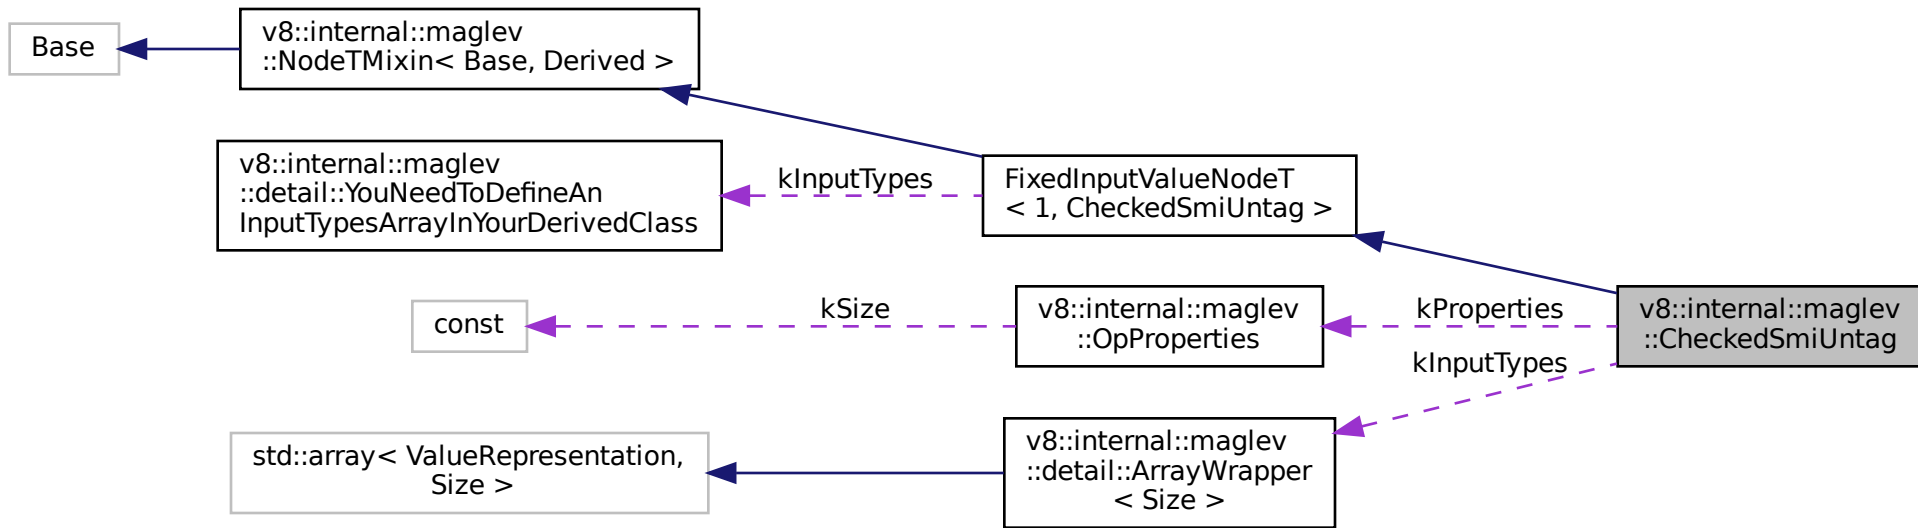 Base
v8::internal::maglev
::NodeTMixin< Base, Derived >
v8::internal::maglev
::detail::YouNeedToDefineAn
InputTypesArrayInYourDerivedClass
kInputTypes
FixedInputValueNodeT
< 1, CheckedSmiUntag >
const
kSize
v8::internal::maglev
::OpProperties
kProperties
v8::internal::maglev
::CheckedSmiUntag
kInputTypes
std::array< ValueRepresentation,
Size >
v8::internal::maglev
::detail::ArrayWrapper
< Size >